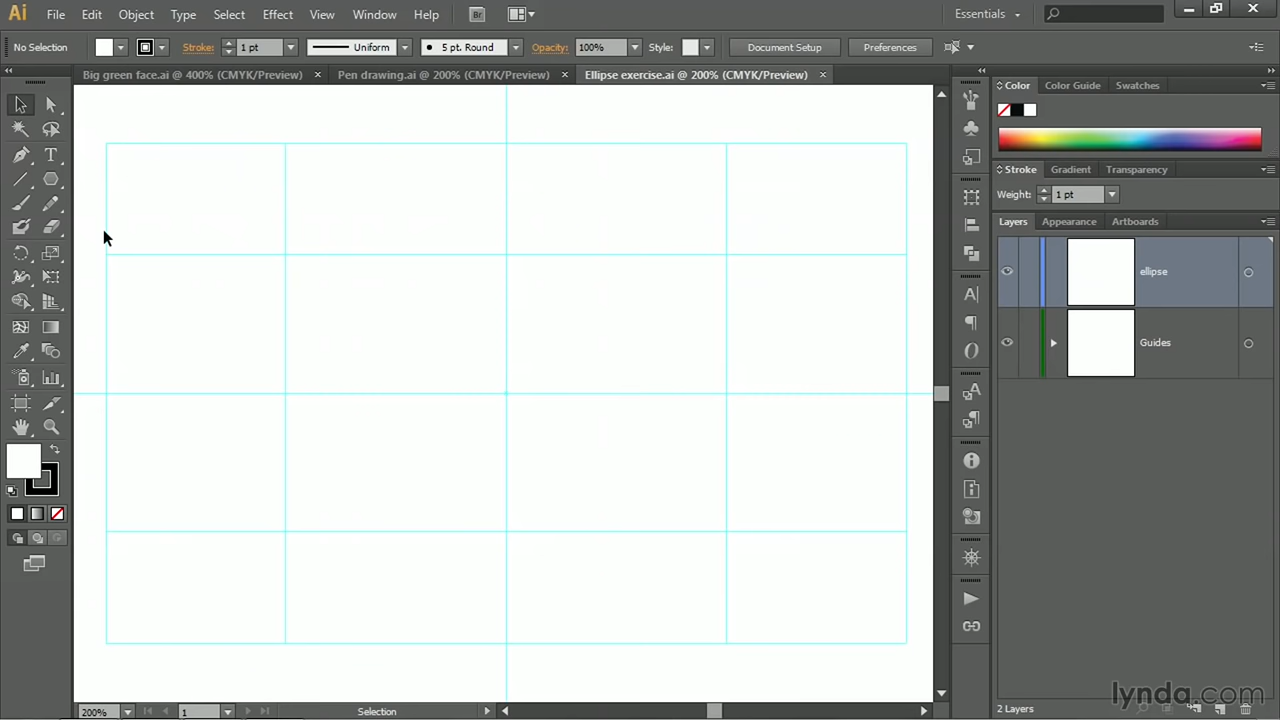 Ai File Edit Object Type Select Effect View Window Help Br Essentials
No Selection Stroke: 1 pt Uniform 5 pt. Round Opacity: 100% Style: Document Setup Preferences
Big green face.ai @ 400% (CMYK/Preview) × Pen drawing.ai @ 200% (CMYK/Preview) × Ellipse exercise.ai @ 200% (CMYK/Preview) ×
Color Color Guide Swatches
Stroke Gradient Transparency
Weight: 1 pt
Layers Appearance Artboards
ellipse
Guides
lynda.com
200% 1 Selection 2 Layers